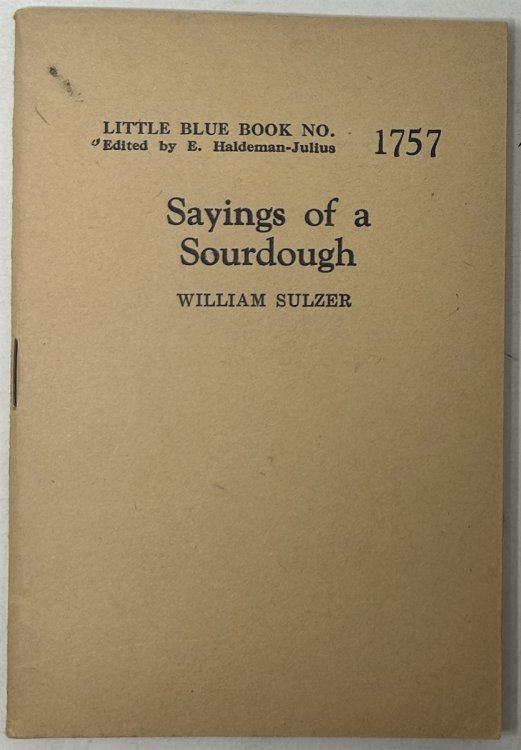 LITTLE BLUE BOOK NO. 1757
Edited by E. Haldeman-Julius
Sayings of a
Sourdough
WILLIAM SULZER